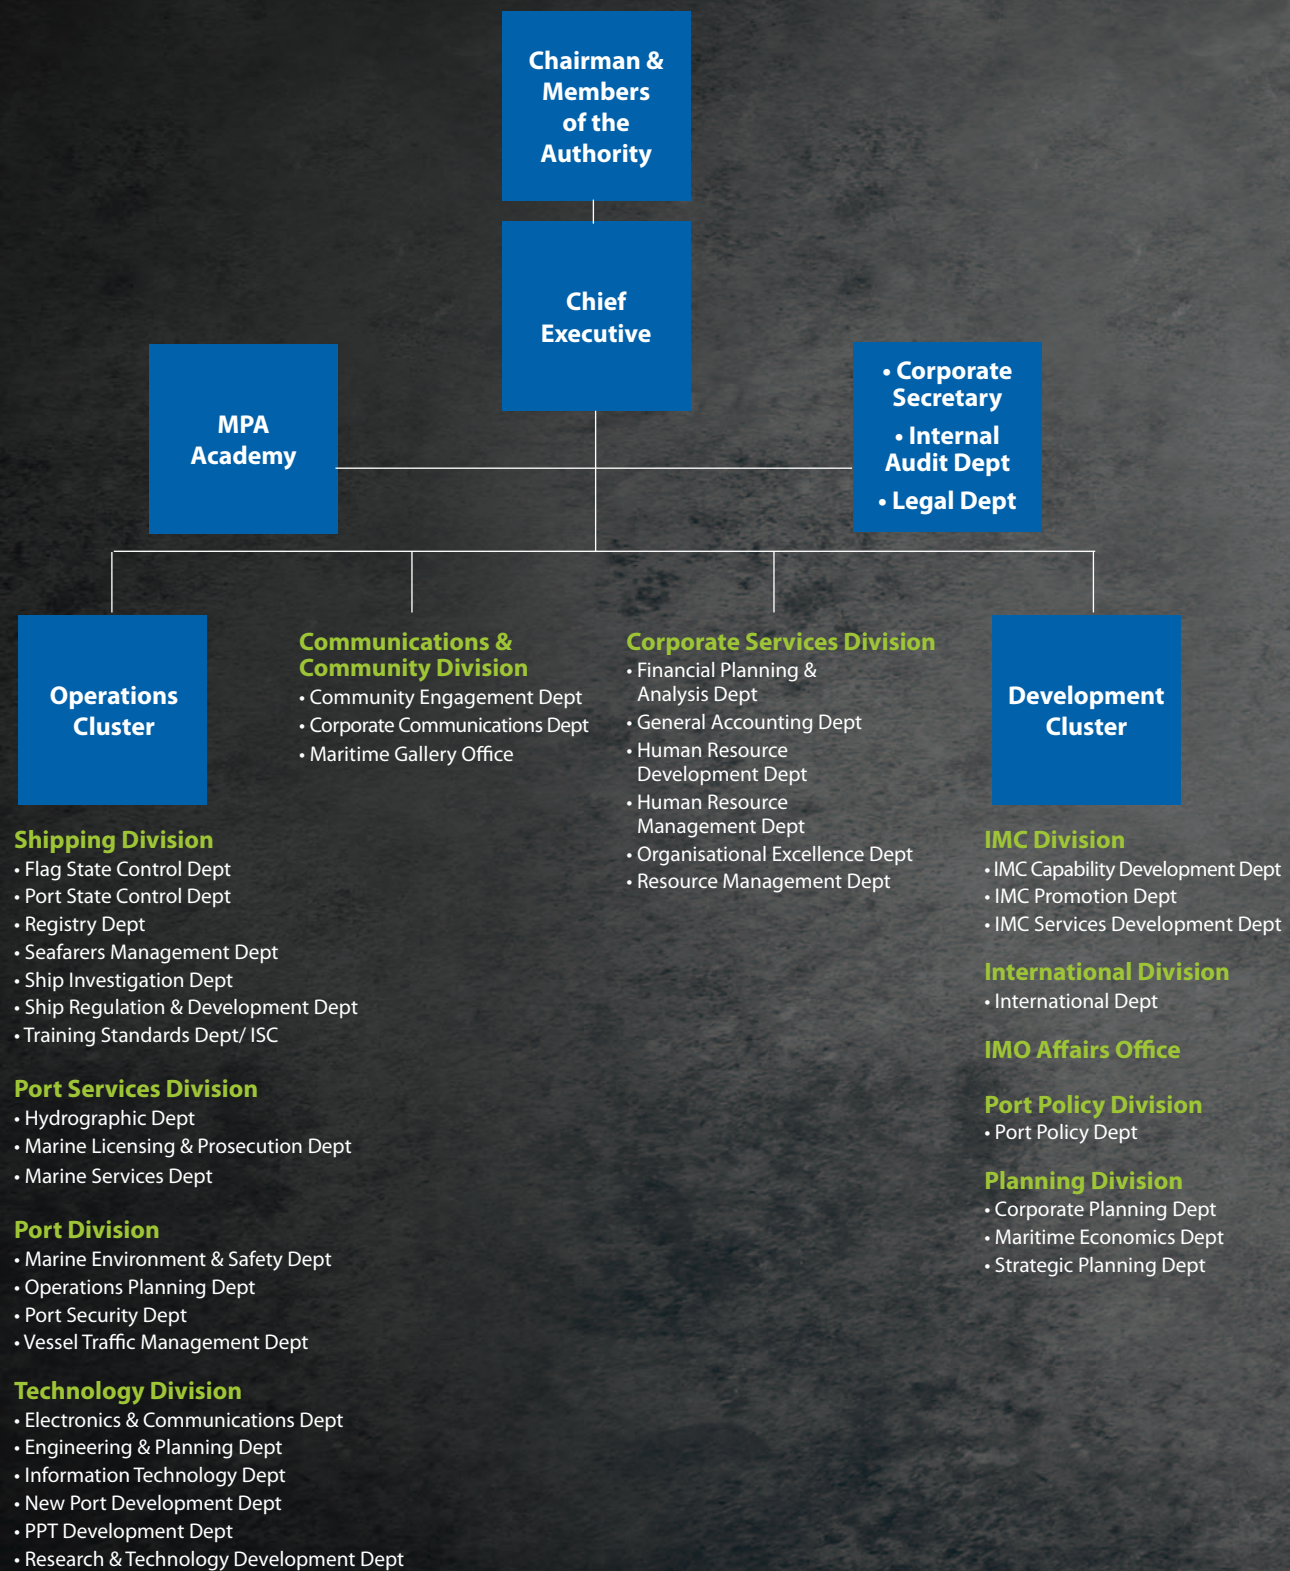 Chairman &
Members
of the
Authority
Chief
Executive
MPA
Academy
• Corporate
Secretary
• Internal
Audit Dept
• Legal Dept
Operations
Cluster
Shipping Division
• Flag State Control Dept
• Port State Control Dept
• Registry Dept
• Seafarers Management Dept
• Ship Investigation Dept
• Ship Regulation & Development Dept
• Training Standards Dept/ ISC
Port Services Division
• Hydrographic Dept
• Marine Licensing & Prosecution Dept
• Marine Services Dept
Port Division
• Marine Environment & Safety Dept
• Operations Planning Dept
• Port Security Dept
• Vessel Traffic Management Dept
Technology Division
• Electronics & Communications Dept
• Engineering & Planning Dept
• Information Technology Dept
• New Port Development Dept
• PPT Development Dept
• Research & Technology Development Dept
Communications &
Community Division
• Community Engagement Dept
• Corporate Communications Dept
• Maritime Gallery Office
Corporate Services Division
• Financial Planning &
Analysis Dept
• General Accounting Dept
• Human Resource
Development Dept
• Human Resource
Management Dept
• Organisational Excellence Dept
• Resource Management Dept
Development
Cluster
IMC Division
• IMC Capability Development Dept
• IMC Promotion Dept
• IMC Services Development Dept
International Division
• International Dept
IMO Affairs Office
Port Policy Division
• Port Policy Dept
Planning Division
• Corporate Planning Dept
• Maritime Economics Dept
• Strategic Planning Dept